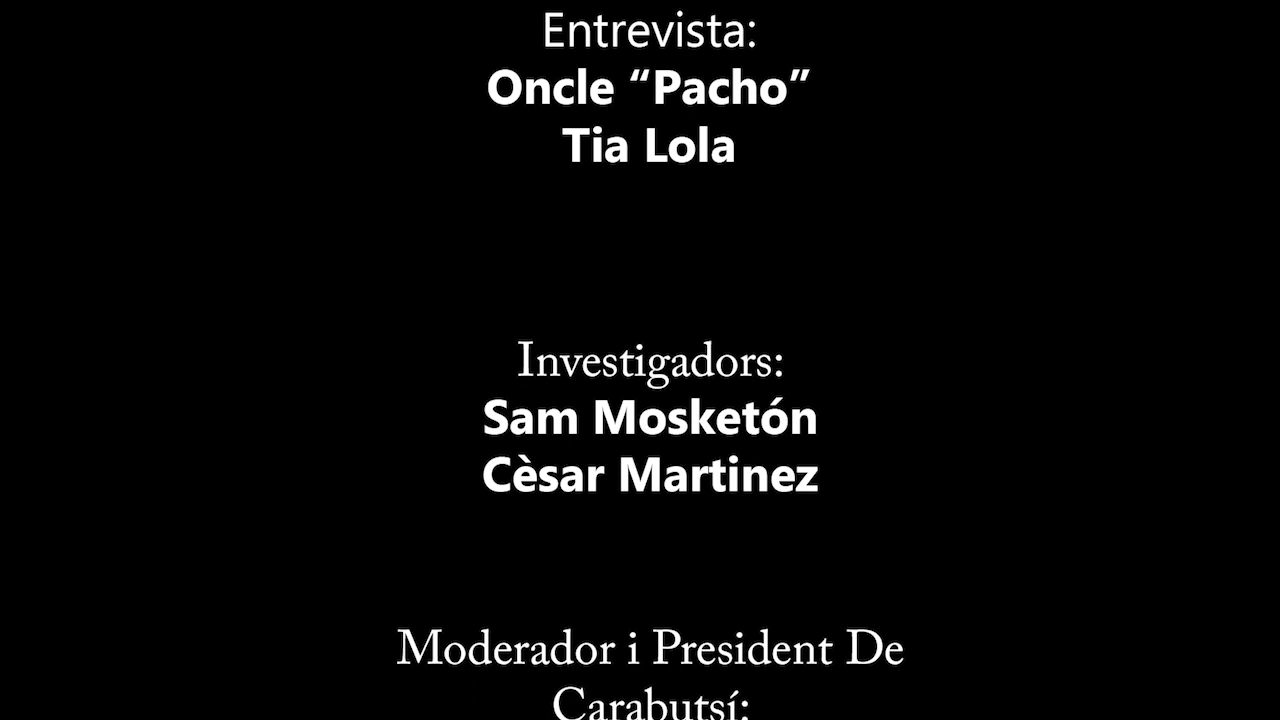 Entrevista:
Oncle “Pacho”
Tia Lola
Investigadors:
Sam Mosketón
Cèsar Martinez
Moderador i President De
Carabutsí: